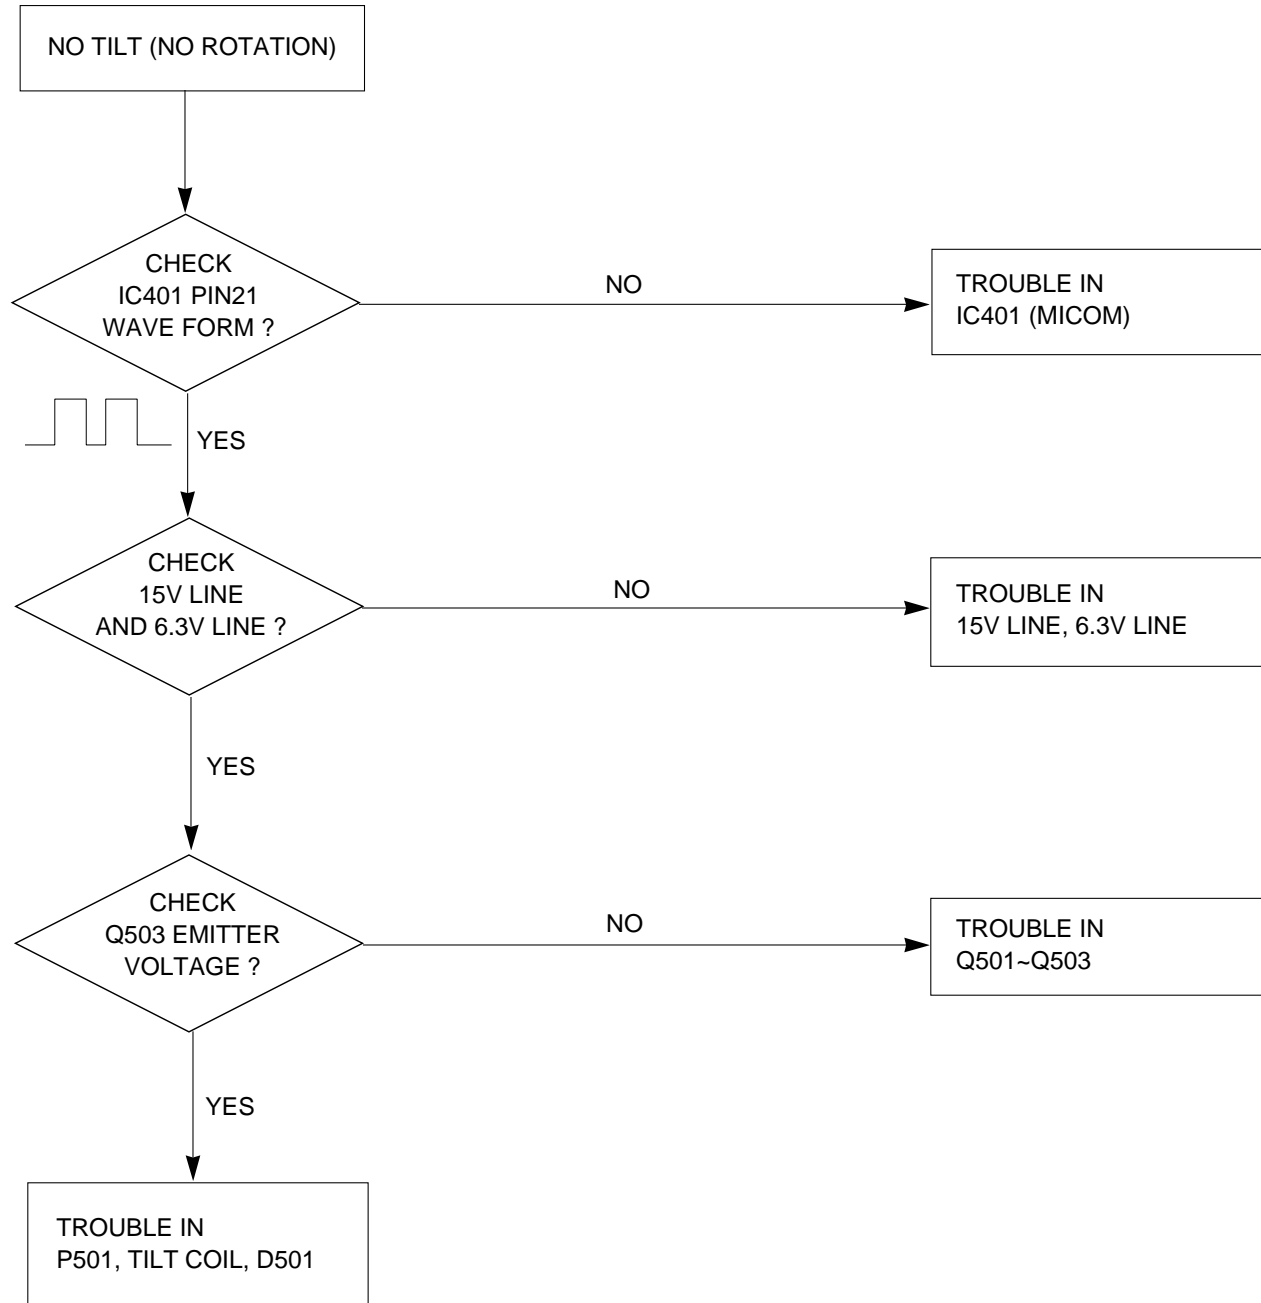 NO TILT (NO ROTATION)
CHECK
IC401 PIN21
WAVE FORM ?
NO
TROUBLE IN
IC401 (MICOM)
YES
CHECK
15V LINE
AND 6.3V LINE ?
NO
TROUBLE IN
15V LINE, 6.3V LINE
YES
CHECK
Q503 EMITTER
VOLTAGE ?
NO
TROUBLE IN
Q501~Q503
YES
TROUBLE IN
P501, TILT COIL, D501